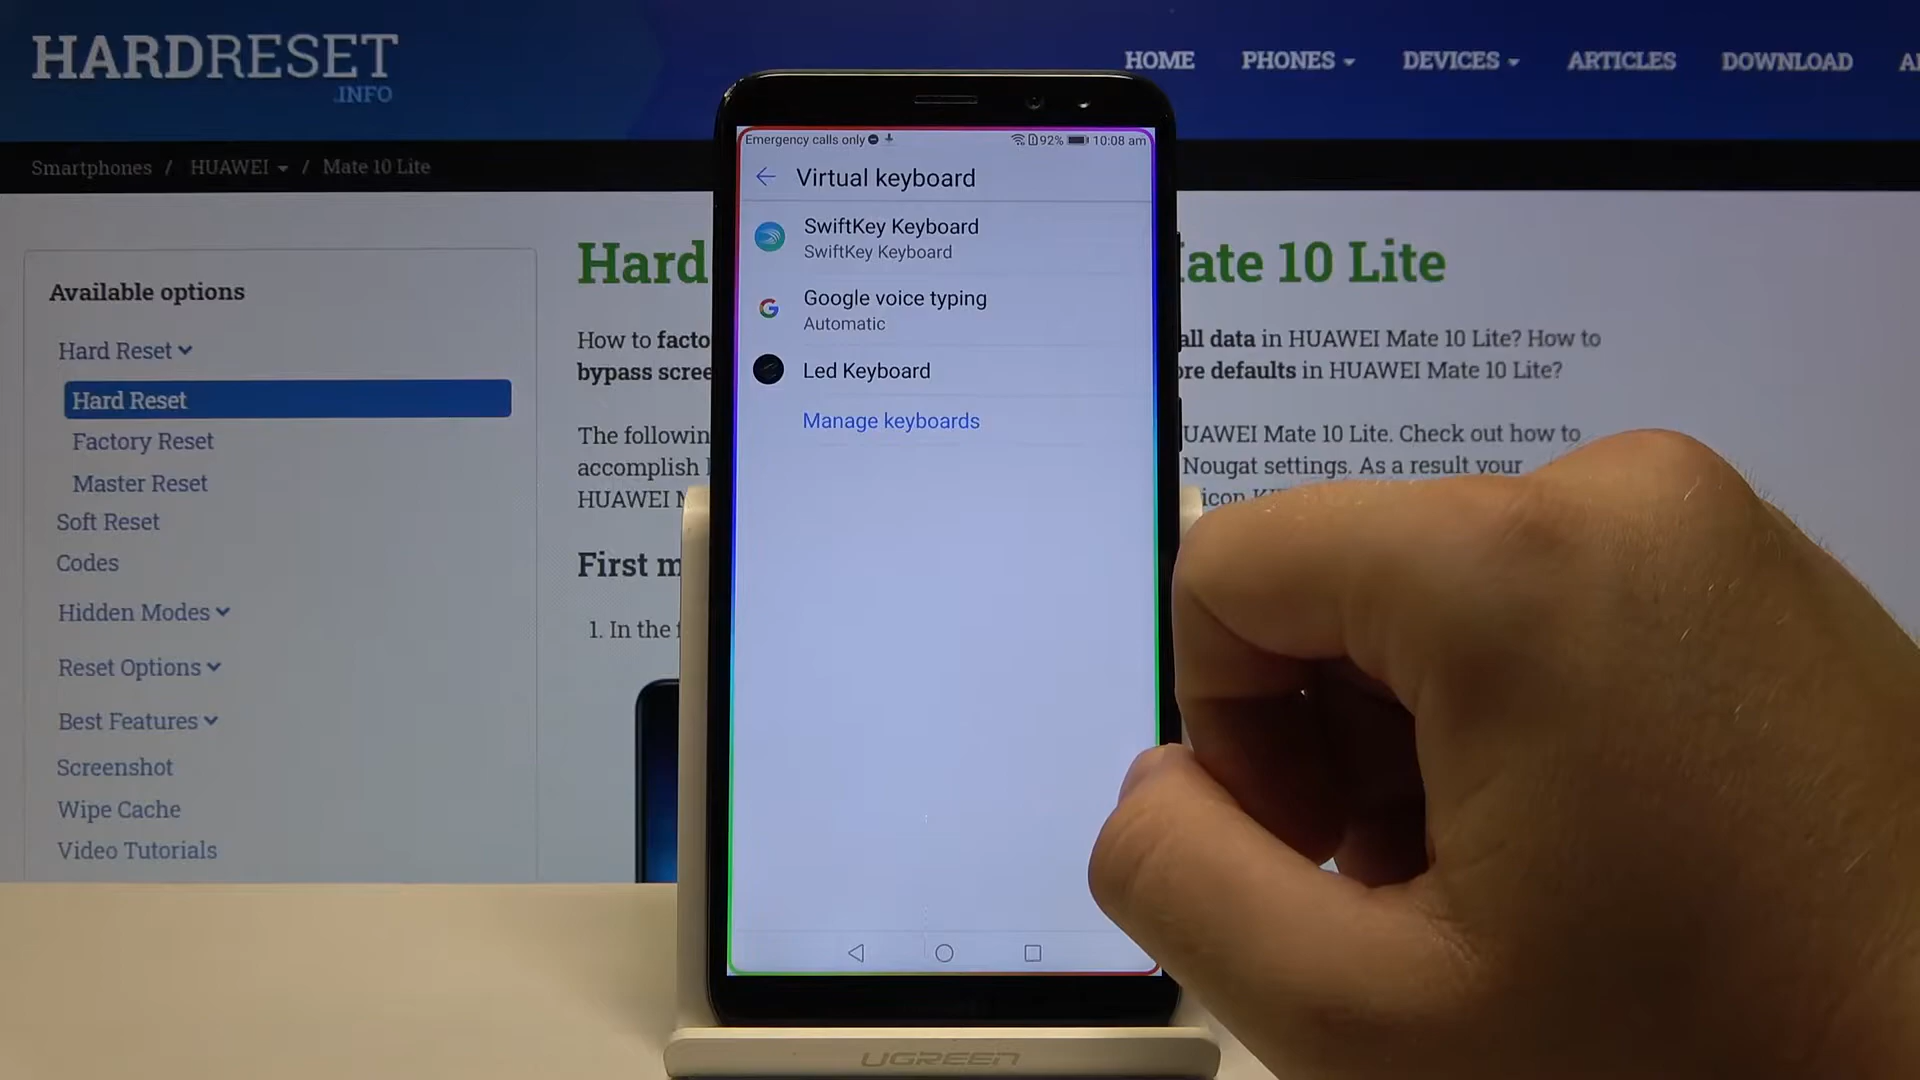 HARDRESET
.INFO
HOME PHONES DEVICES ARTICLES DOWNLOAD
Smartphones / HUAWEI / Mate 10 Lite
Available options
Hard Reset
Hard Reset
Factory Reset
Master Reset
Soft Reset
Codes
Hidden Modes
Reset Options
Best Features
Screenshot
Wipe Cache
Video Tutorials
Hard ate 10 Lite
How to facto all data in HUAWEI Mate 10 Lite? How to
bypass scree re defaults in HUAWEI Mate 10 Lite?
The followin UAWEI Mate 10 Lite. Check out how to
accomplish Nougat settings. As a result your
HUAWEI M icon
First m
1. In the f
Emergency calls only 92% 10:08 am
Virtual keyboard
SwiftKey Keyboard
SwiftKey Keyboard
Google voice typing
Automatic
Led Keyboard
Manage keyboards
UGREEN